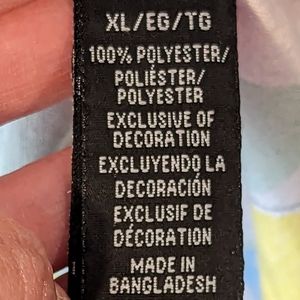 XL/EG/TG
100% POLYESTER/
POLIÉSTER/
POLYESTER
EXCLUSIVE OF
DECORATION
EXCLUYENDO LA
DECORACIÓN
EXCLUSIF DE
DÉCORATION
MADE IN
BANGLADESH